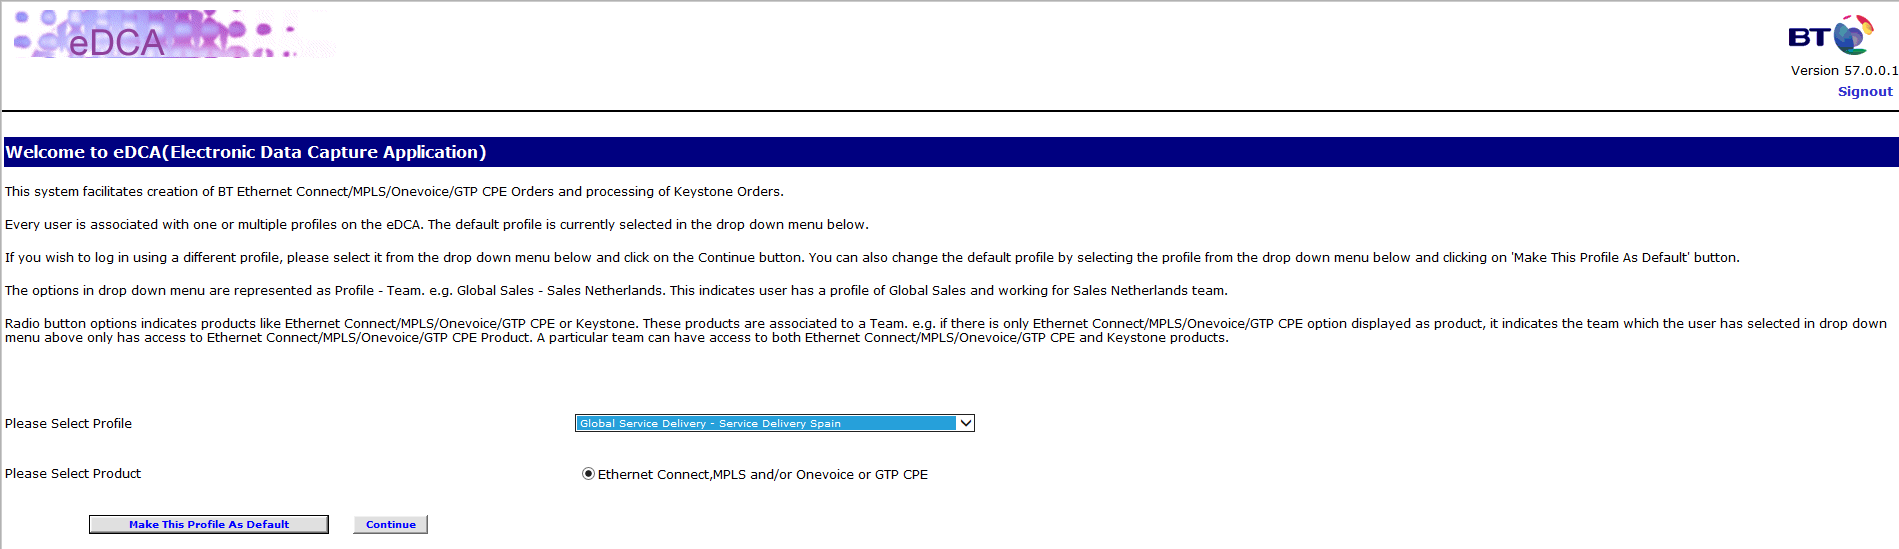 eDCA
BT
Version 57.0.0.1
Signout
Welcome to eDCA(Electronic Data Capture Application)
This system facilitates creation of BT Ethernet Connect/MPLS/Onevoice/GTP CPE Orders and processing of Keystone Orders.
Every user is associated with one or multiple profiles on the eDCA. The default profile is currently selected in the drop down menu below.
If you wish to log in using a different profile, please select it from the drop down menu below and click on the Continue button. You can also change the default profile by selecting the profile from the drop down menu below and clicking on 'Make This Profile As Default' button.
The options in drop down menu are represented as Profile - Team. e.g. Global Sales - Sales Netherlands. This indicates user has a profile of Global Sales and working for Sales Netherlands team.
Radio button options indicates products like Ethernet Connect/MPLS/Onevoice/GTP CPE or Keystone. These products are associated to a Team. e.g. if there is only Ethernet Connect/MPLS/Onevoice/GTP CPE option displayed as product, it indicates the team which the user has selected in drop down
menu above only has access to Ethernet Connect/MPLS/Onevoice/GTP CPE Product. A particular team can have access to both Ethernet Connect/MPLS/Onevoice/GTP CPE and Keystone products.
Please Select Profile
Global Service Delivery - Service Delivery Spain
Please Select Product
Ethernet Connect,MPLS and/or Onevoice or GTP CPE
Make This Profile As Default
Continue